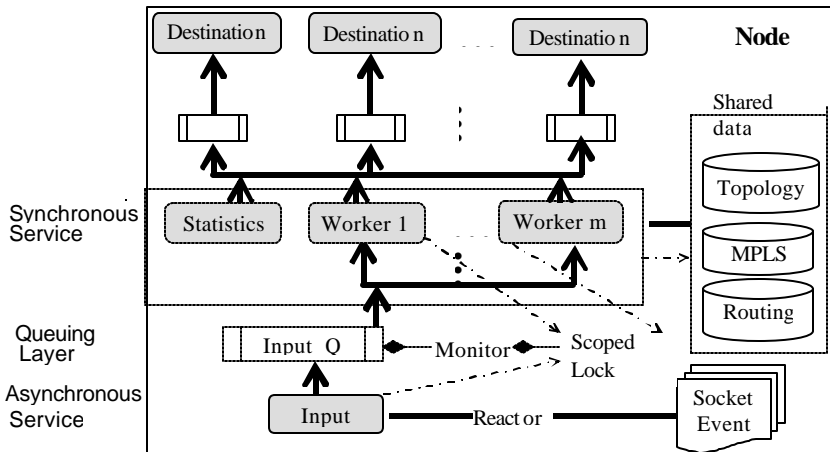 Destination
Destination
Destination
Node
Shared
data
Topology
MPLS
Routing
Synchronous
Service
Statistics
Worker 1
Worker m
Queuing
Layer
Input Q
Monitor
Scoped
Lock
Asynchronous
Service
Input
Reactor
Socket
Event